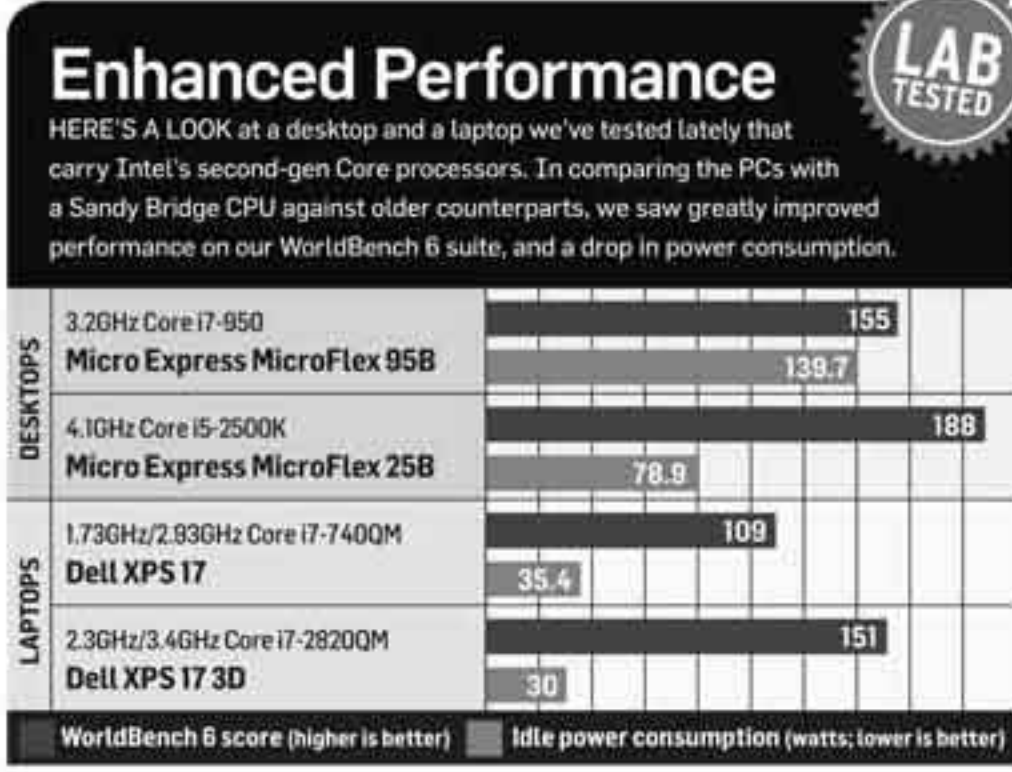 LAB
TESTED
Enhanced Performance
HERE'S A LOOK at a desktop and a laptop we've tested lately that
carry Intel's second-gen Core processors. In comparing the PCs with
a Sandy Bridge CPU against older counterparts, we saw greatly improved
performance on our WorldBench 6 suite, and a drop in power consumption.
DESKTOPS
3.2GHz Core i7-950
Micro Express MicroFlex 95B
155
139.7
4.1GHz Core i5-2500K
Micro Express MicroFlex 25B
188
78.9
LAPTOPS
1.73GHz/2.93GHz Core i7-740QM
Dell XPS 17
109
35.4
2.3GHz/3.4GHz Core i7-2820QM
Dell XPS 17 3D
151
30
WorldBench 6 score (higher is better) Idle power consumption (watts; lower is better)